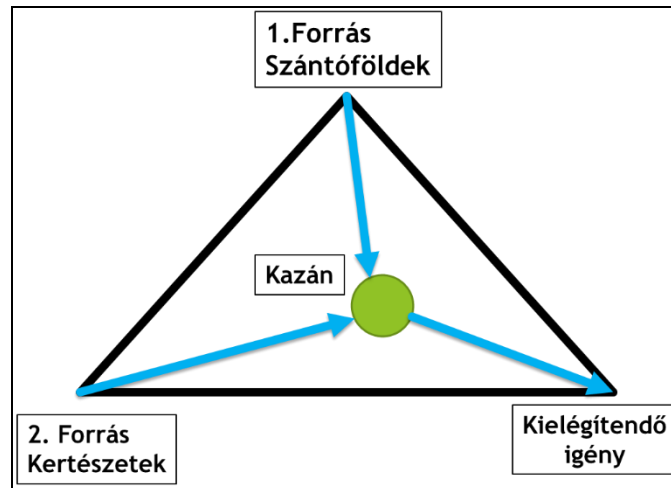 1.Forrás
Szántóföldek
Kazán
2. Forrás
Kertészetek
Kielégítendő
igény